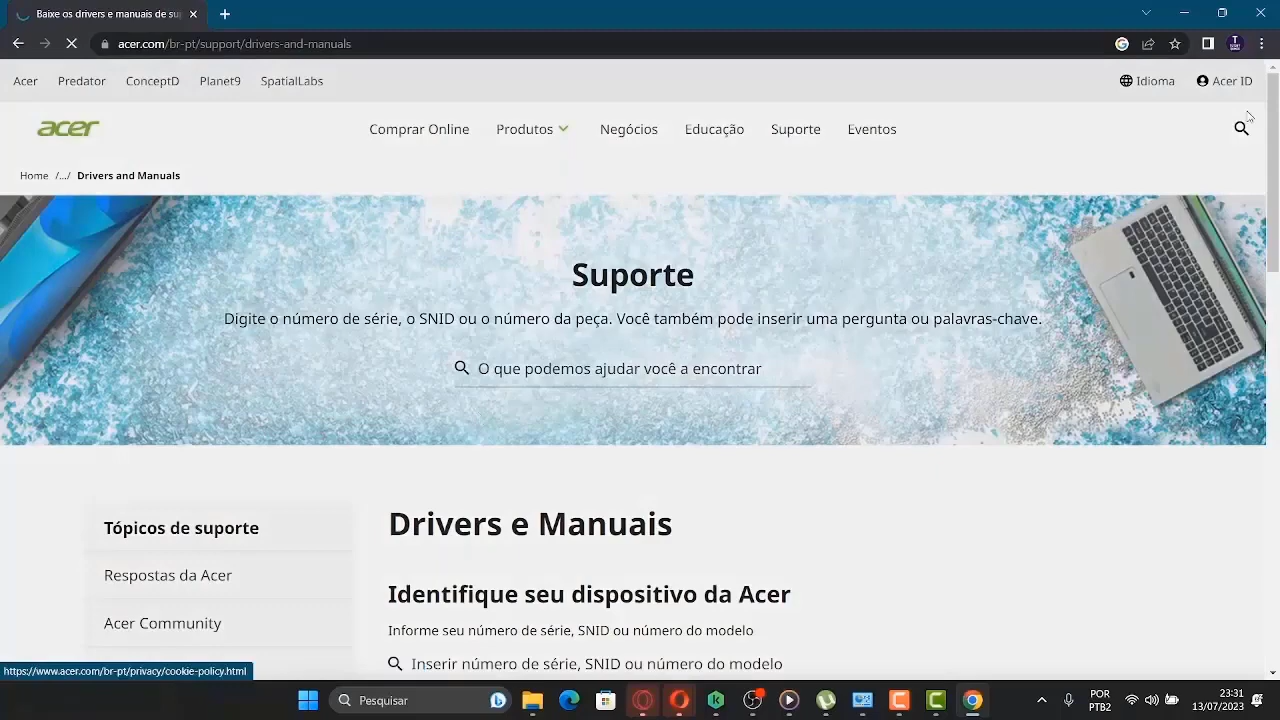 Baixe os drivers e manuais de sup
acer.com/br-pt/support/drivers-and-manuals
Acer Predator ConceptD Planet9 SpatialLabs Idioma Acer ID
acer Comprar Online Produtos Negócios Educação Suporte Eventos
Home /.../ Drivers and Manuals
Suporte
Digite o número de série, o SNID ou o número da peça. Você também pode inserir uma pergunta ou palavras-chave.
O que podemos ajudar você a encontrar
Tópicos de suporte
Respostas da Acer
Acer Community
Drivers e Manuais
Identifique seu dispositivo da Acer
Informe seu número de série, SNID ou número do modelo
Inserir número de série, SNID ou número do modelo
https://www.acer.com/br-pt/privacy/cookie-policy.html
Pesquisar
POR
PTB2
23:31
13/07/2023